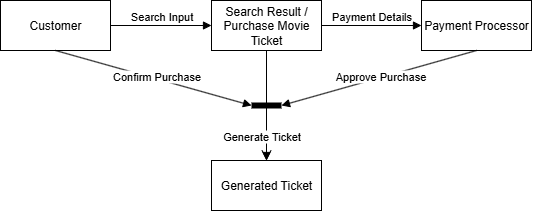 Customer
Search Input
Search Result /
Purchase Movie
Ticket
Payment Details
Payment Processor
Confirm Purchase
Approve Purchase
Generate Ticket
Generated Ticket